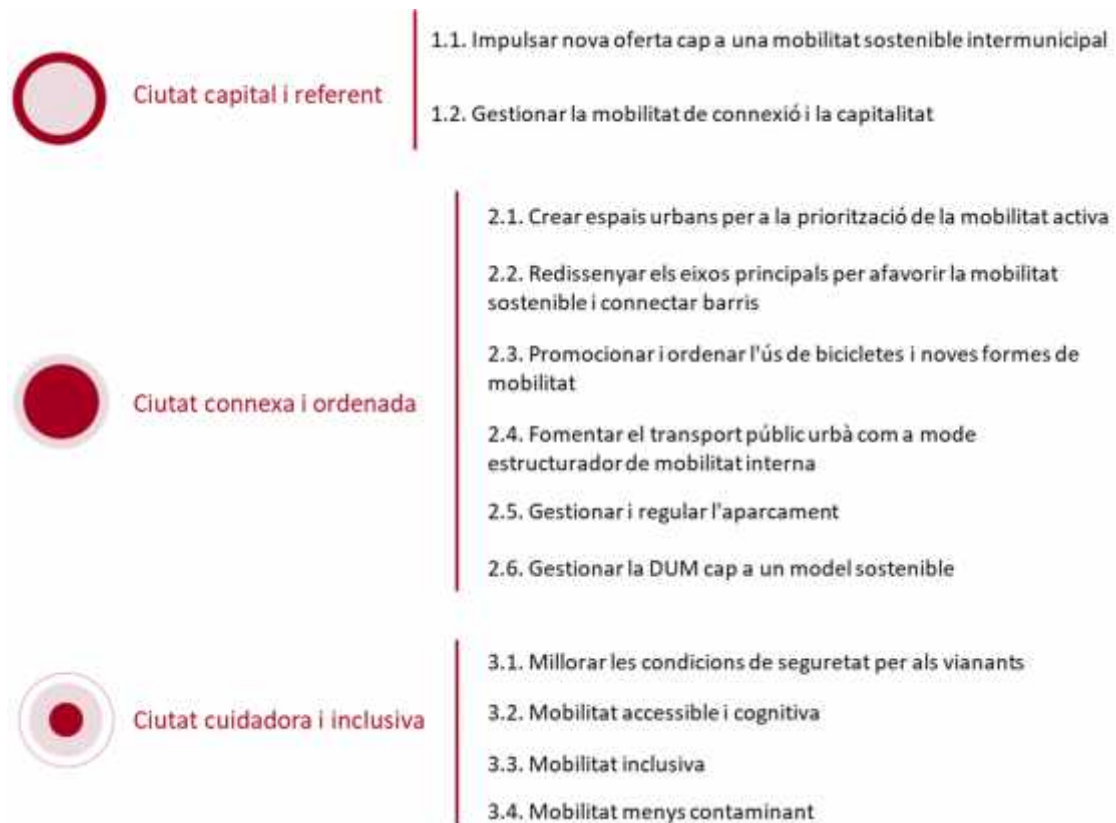 1.1. Impulsar nova oferta cap a una mobilitat sostenible intermunicipal
Ciutat capital i referent
1.2. Gestionar la mobilitat de connexió i la capitalitat
2.1. Crear espais urbans per a la priorització de la mobilitat activa
2.2. Redissenyar els eixos principals per afavorir la mobilitat
sostenible i connectar barris
2.3. Promocionar i ordenar l'ús de bicicletes i noves formes de
mobilitat
Ciutat connexa i ordenada
2.4. Fomentar el transport públic urbà com a mode
estructurador de mobilitat interna
2.5. Gestionar i regular l'aparcament
2.6. Gestionar la DUM cap a un model sostenible
3.1. Millorar les condicions de seguretat per als vianants
Ciutat cuidadora i inclusiva
3.2. Mobilitat accessible i cognitiva
3.3. Mobilitat inclusiva
3.4. Mobilitat menys contaminant